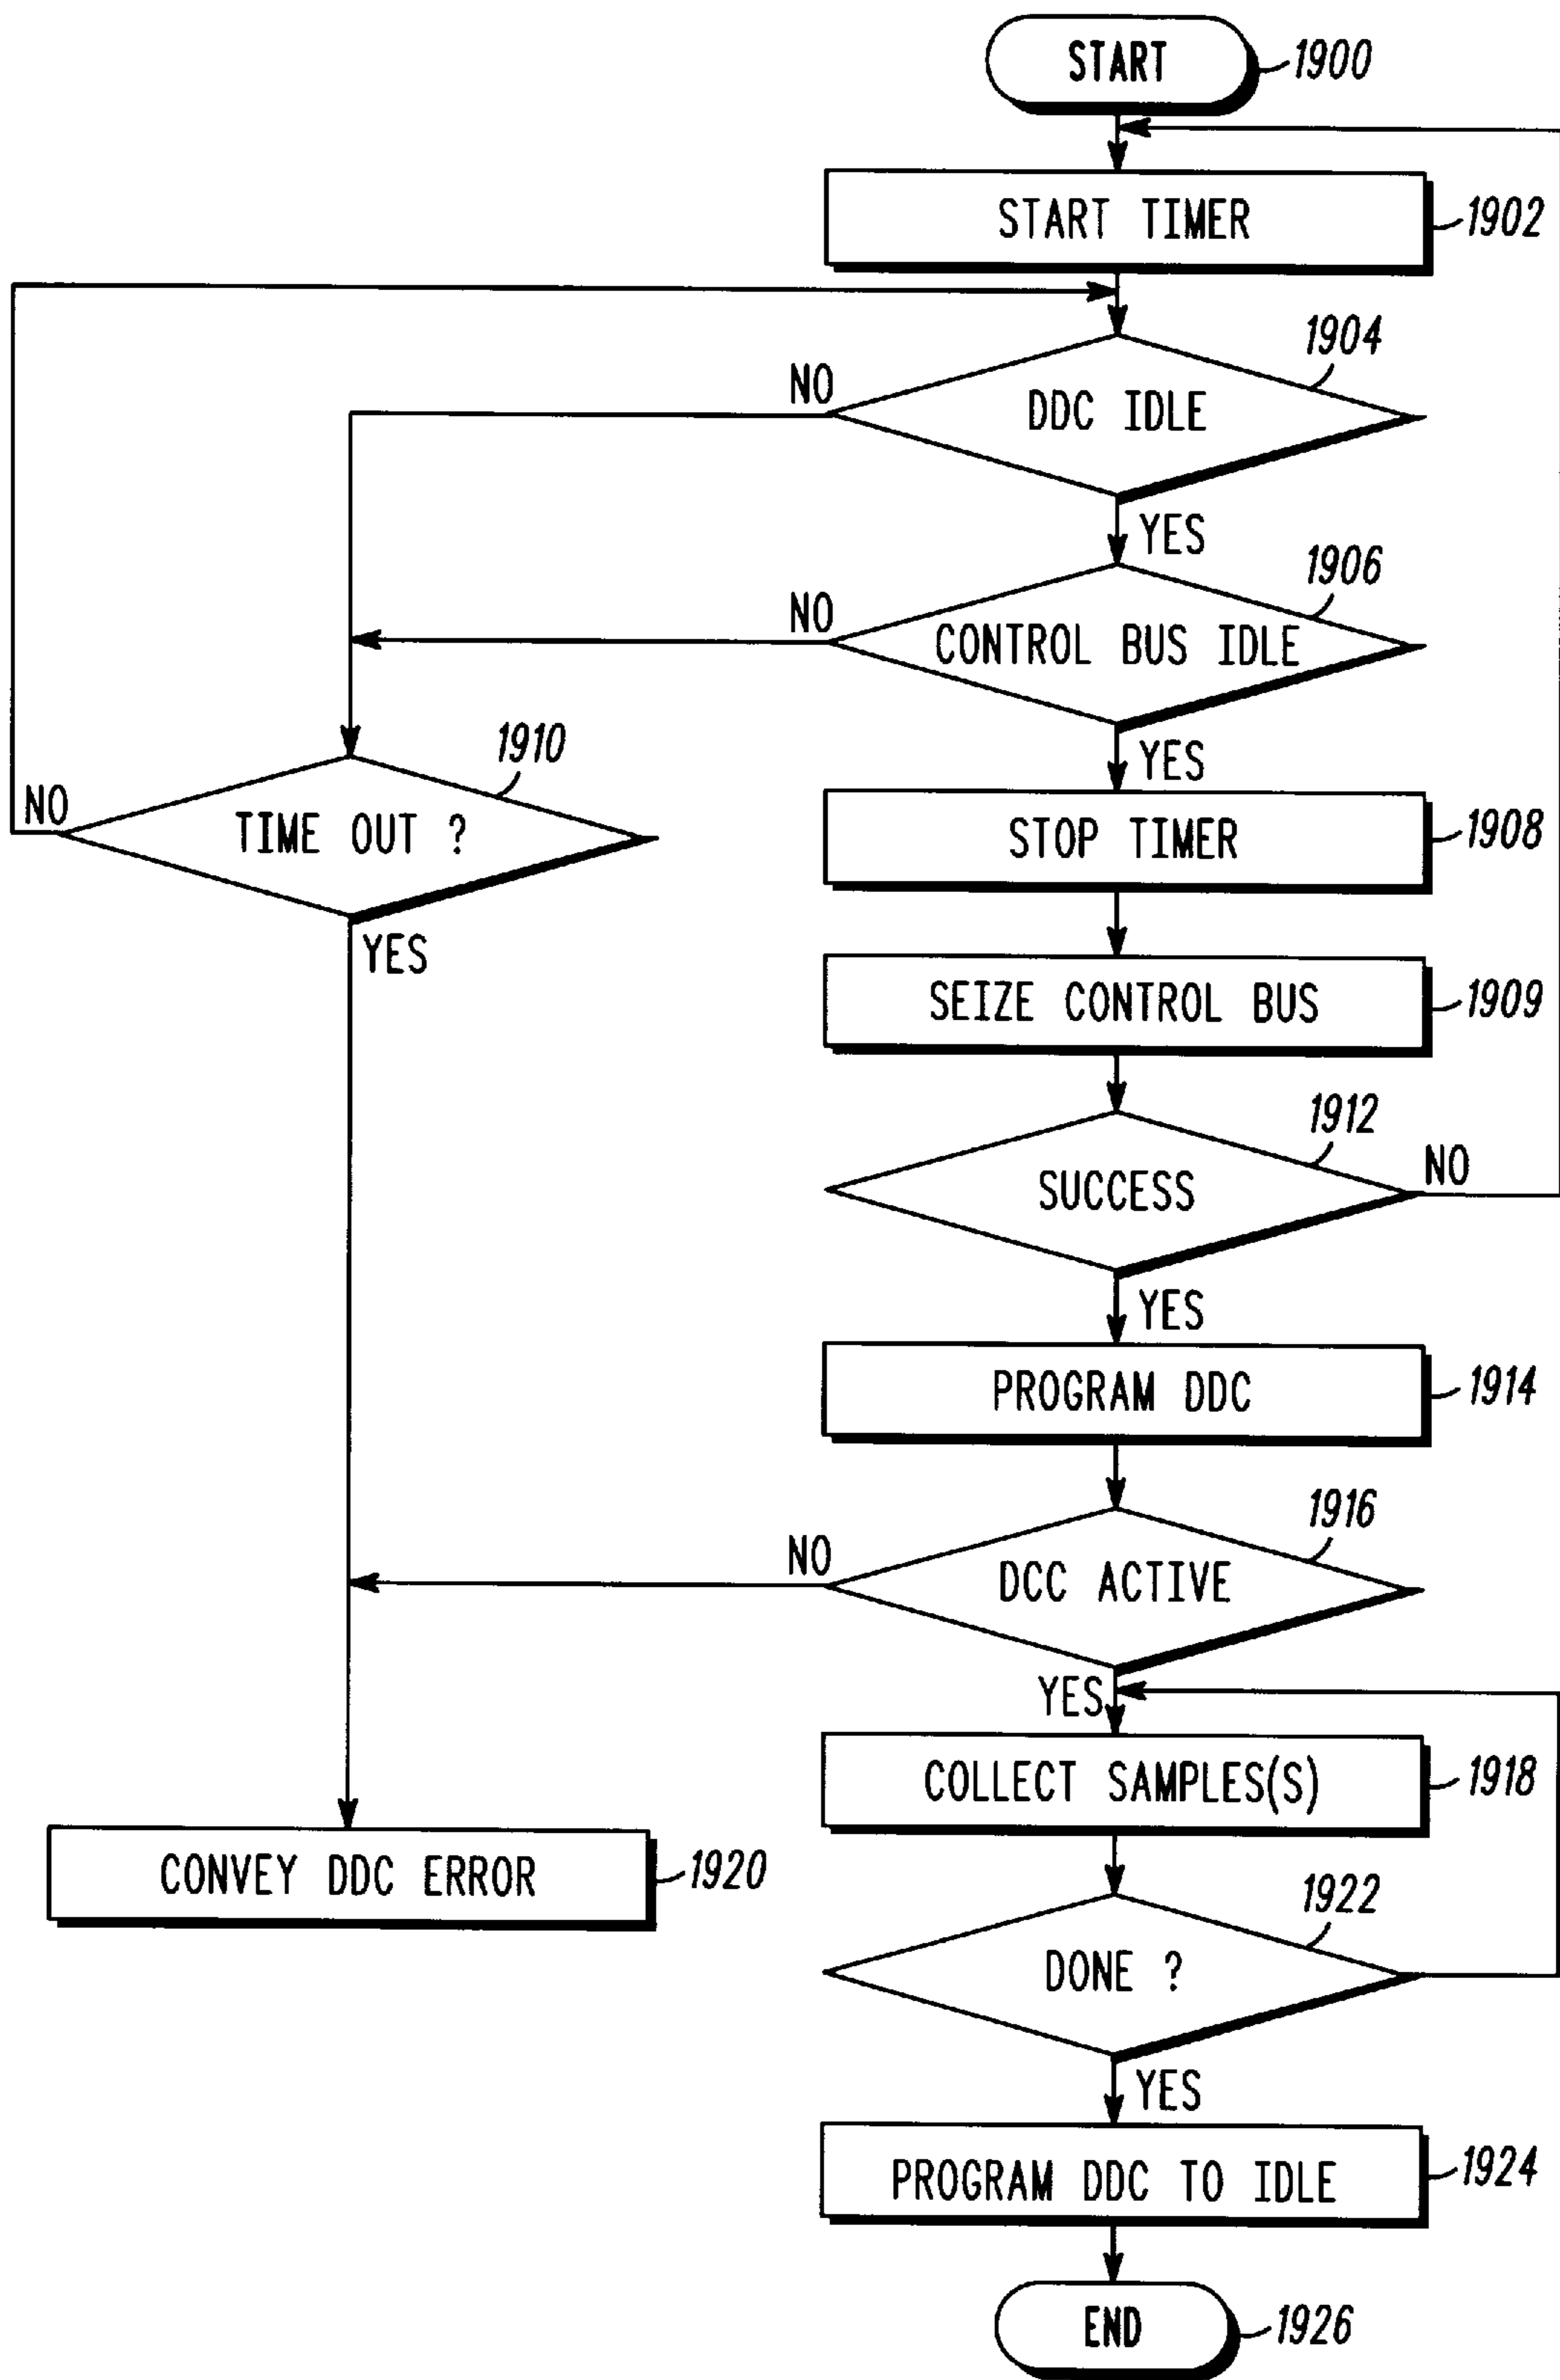 START
1900
START TIMER
1902
1904
NO
DDC IDLE
YES
1906
NO
CONTROL BUS IDLE
YES
1910
NO
TIME OUT ?
YES
STOP TIMER
1908
SEIZE CONTROL BUS
1909
1912
SUCCESS
NO
YES
PROGRAM DDC
1914
1916
NO
DCC ACTIVE
YES
COLLECT SAMPLES(S)
1918
CONVEY DDC ERROR
1920
1922
DONE ?
YES
PROGRAM DDC TO IDLE
1924
END
1926